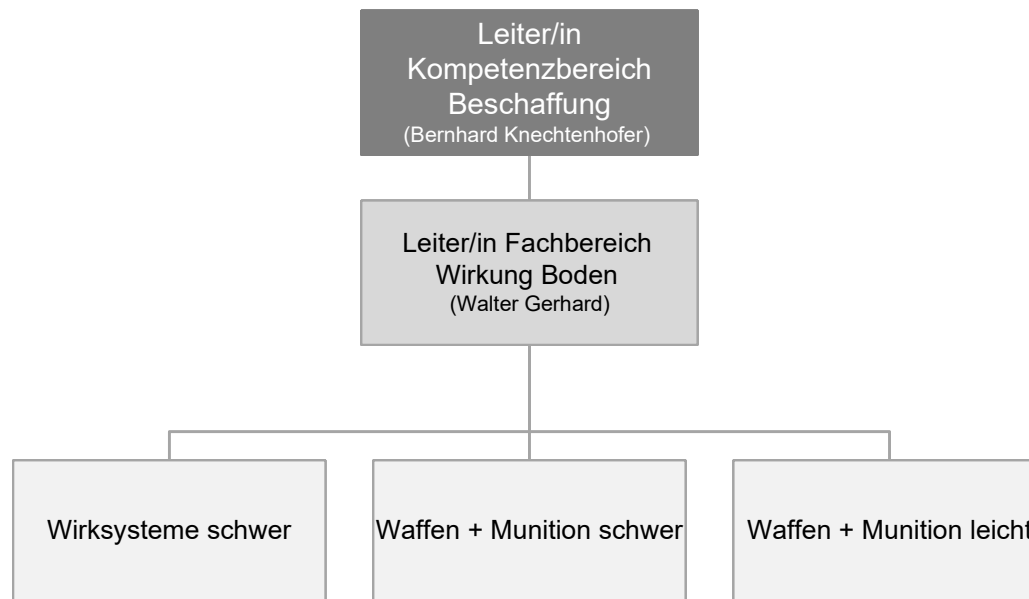 Leiter/in
Kompetenzbereich
Beschaffung
(Bernhard Knechtenhofer)
Leiter/in Fachbereich
Wirkung Boden
(Walter Gerhard)
Wirksysteme schwer
Waffen + Munition schwer
Waffen + Munition leicht